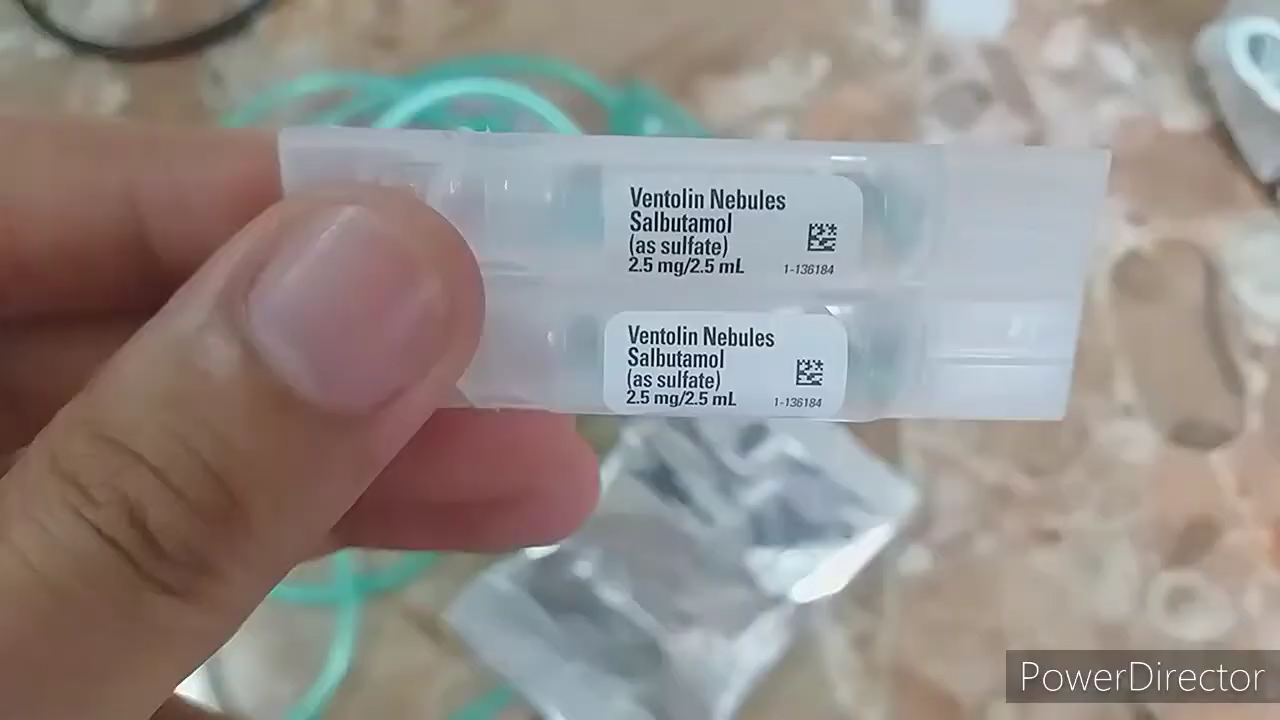 Ventolin Nebules
Salbutamol
(as sulfate)
2.5 mg/2.5 mL
1-136184
Ventolin Nebules
Salbutamol
(as sulfate)
2.5 mg/2.5 mL
1-136184
PowerDirector